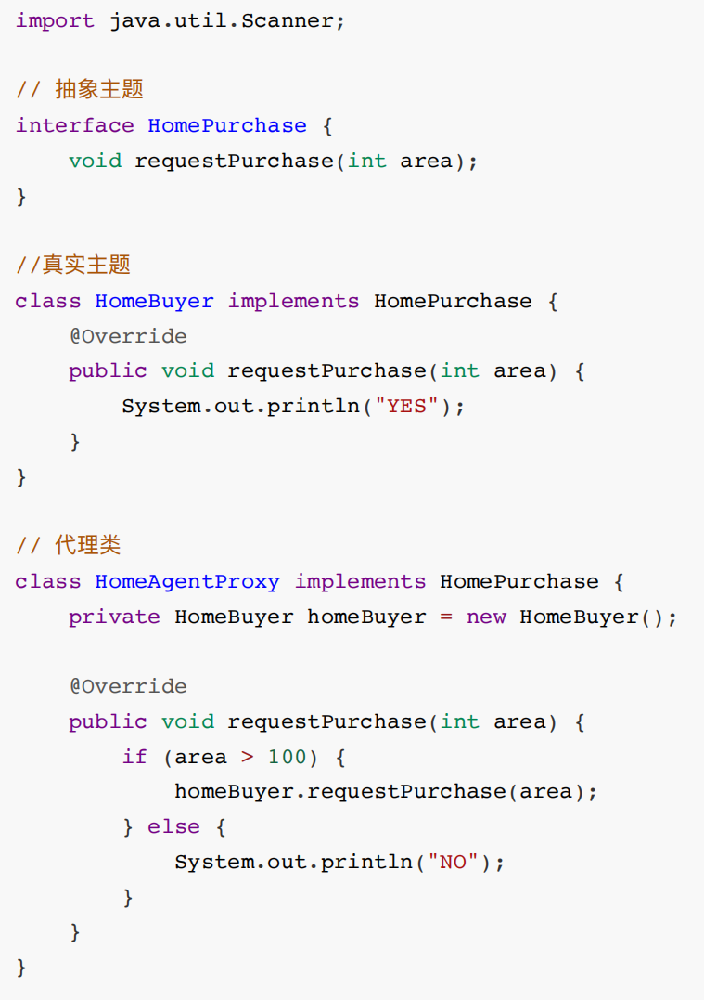 import java.util.Scanner;
// 抽象主题
interface HomePurchase {
    void requestPurchase(int area);
}
//真实主题
class HomeBuyer implements HomePurchase {
    @Override
    public void requestPurchase(int area) {
        System.out.println("YES");
    }
}
// 代理类
class HomeAgentProxy implements HomePurchase {
    private HomeBuyer homeBuyer = new HomeBuyer();
    @Override
    public void requestPurchase(int area) {
        if (area > 100) {
            homeBuyer.requestPurchase(area);
        } else {
            System.out.println("NO");
        }
    }
}